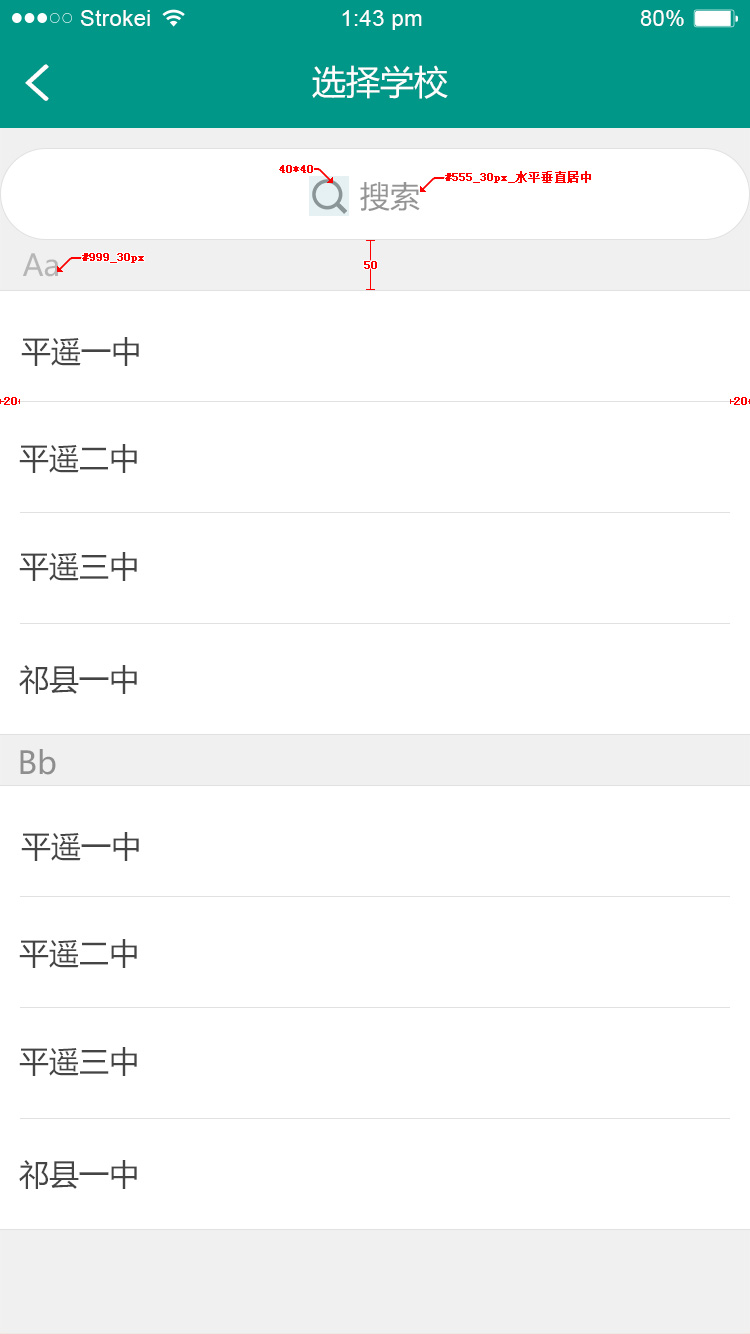 Strokei 1:43 pm 80%
选择学校
40*40
搜索
#555_30px_水平垂直居中
Aa
#999_30px
50
平遥一中
20
20
平遥二中
平遥三中
祁县一中
Bb
平遥一中
平遥二中
平遥三中
祁县一中